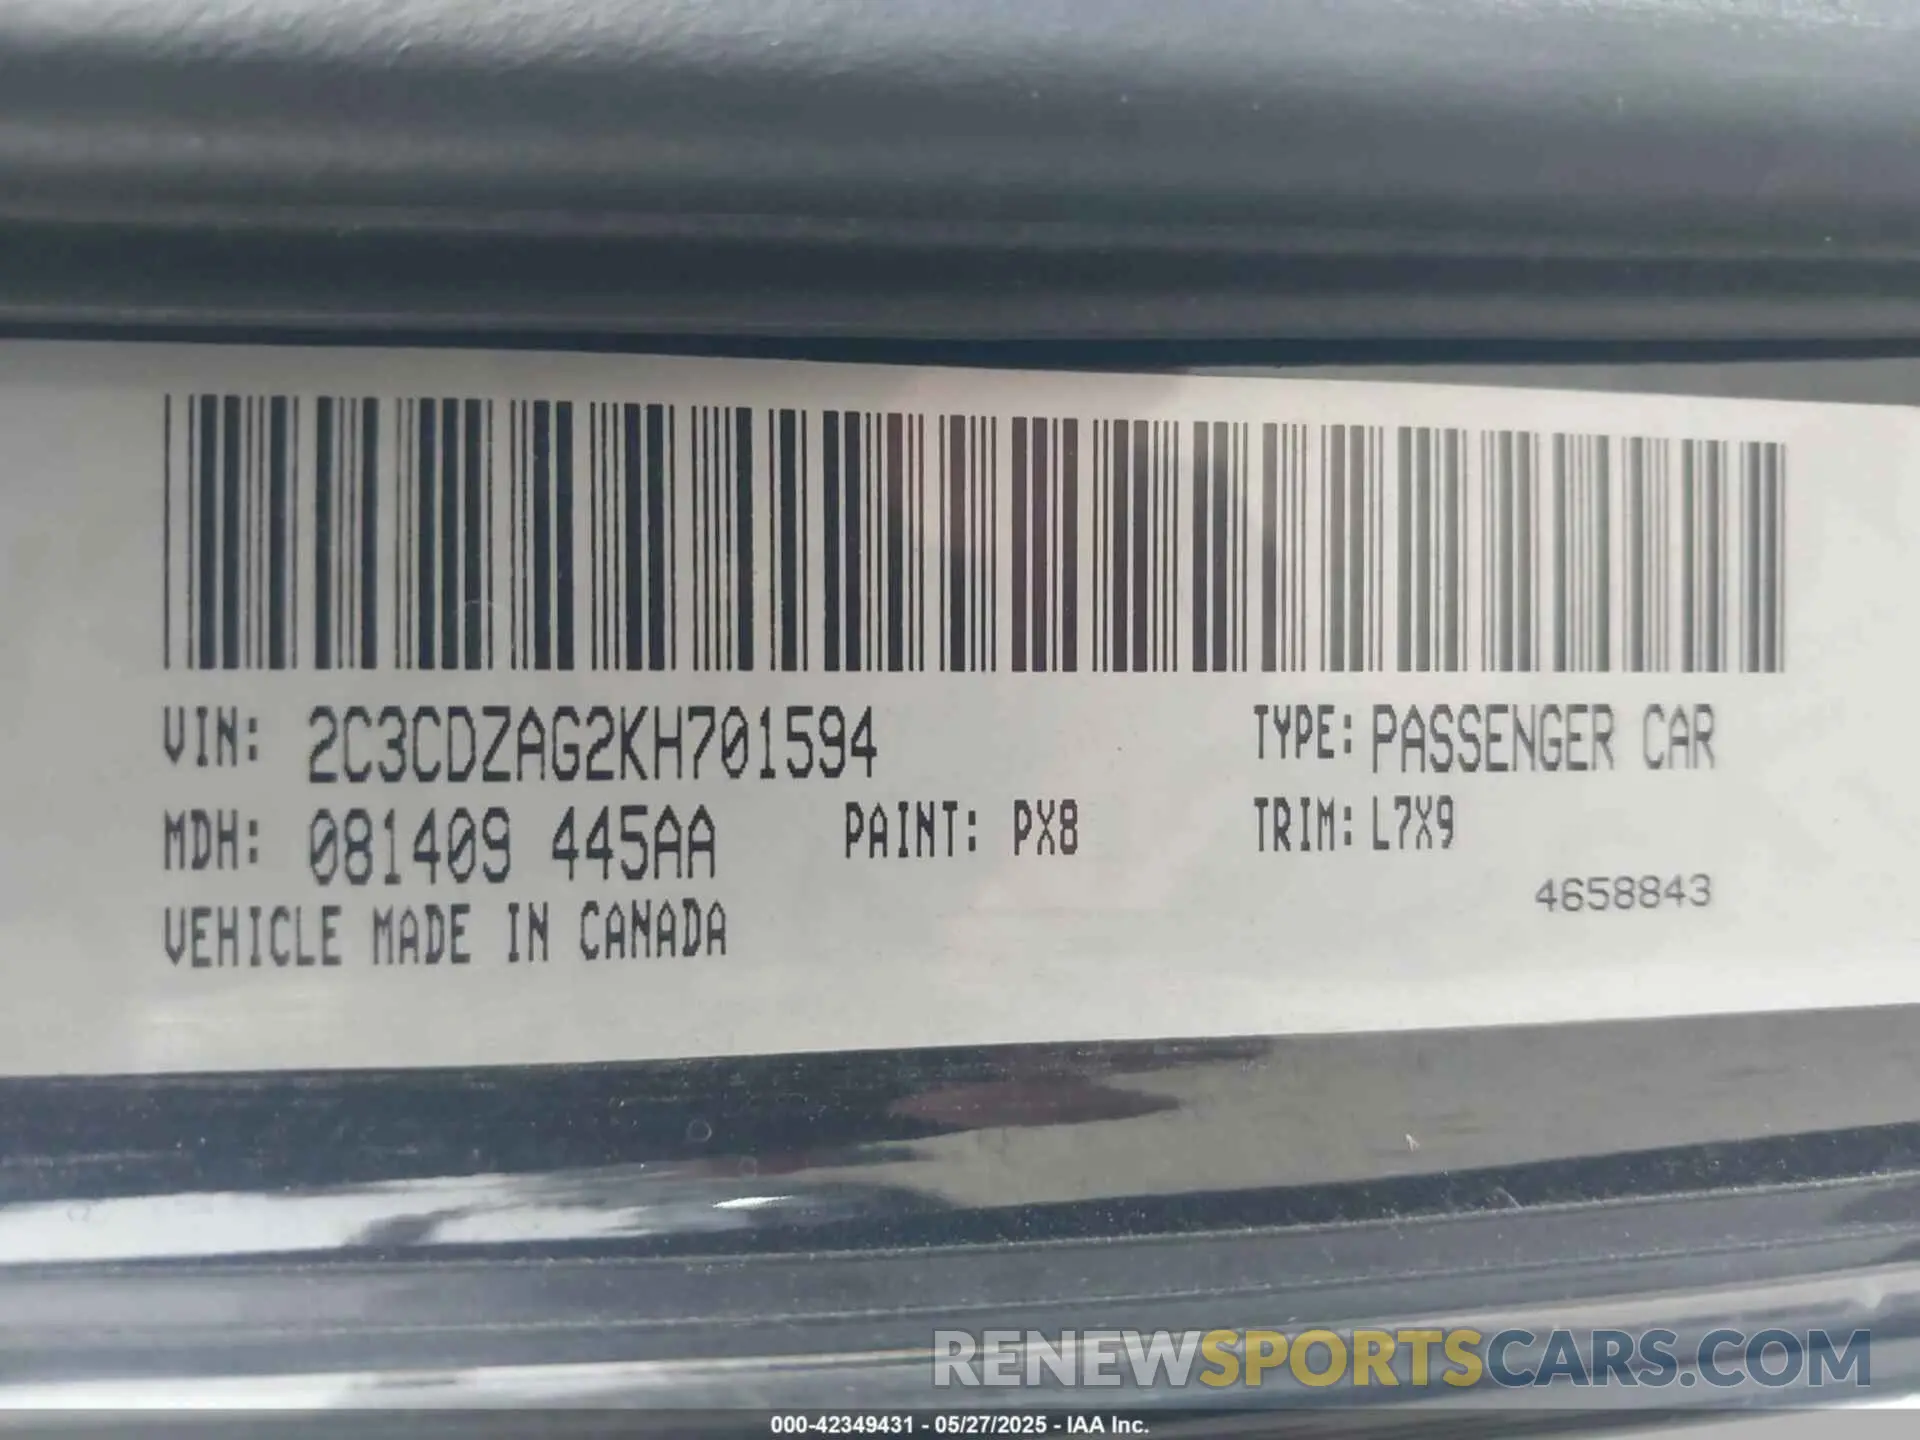 VIN: 2C3CDZAG2KH701594 TYPE: PASSENGER CAR
MDH: 081409 445AA PAINT: PX8 TRIM: L7X9
4658843
VEHICLE MADE IN CANADA
RENEWSPORTSCARS.COM
000-42349431 - 05/27/2025 - IAA Inc.